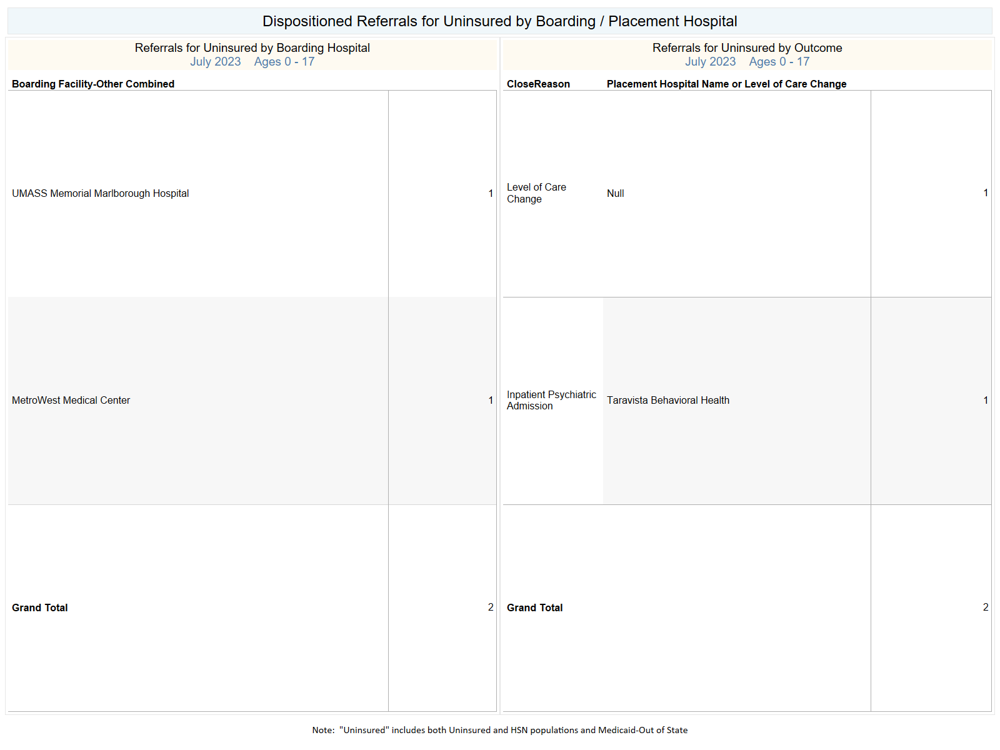 Dispositioned Referrals for Uninsured by Boarding / Placement Hospital
Referrals for Uninsured by Boarding Hospital
July 2023 Ages 0 - 17
Boarding Facility-Other Combined
UMASS Memorial Marlborough Hospital 1
MetroWest Medical Center 1
Grand Total 2
Referrals for Uninsured by Outcome
July 2023 Ages 0 - 17
CloseReason Placement Hospital Name or Level of Care Change
Level of Care
Change
Null 1
Inpatient Psychiatric
Admission
Taravista Behavioral Health 1
Grand Total 2
Note: "Uninsured" includes both Uninsured and HSN populations and Medicaid-Out of State